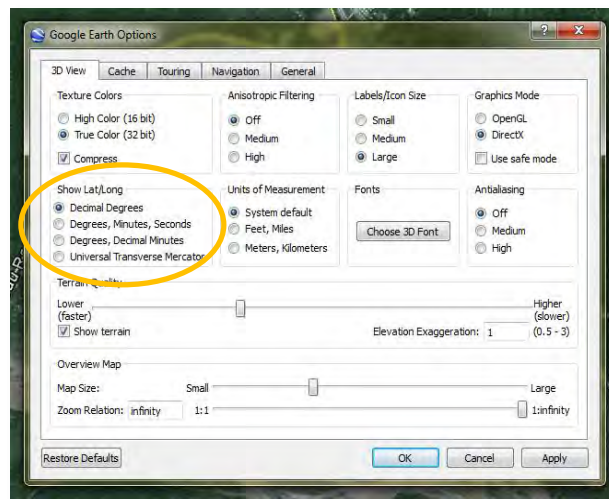 Google Earth Options
3D View Cache Touring Navigation General
Texture Colors
High Color (16 bit)
True Color (32 bit)
Compress
Anisotropic Filtering
Off
Medium
High
Labels/Icon Size
Small
Medium
Large
Graphics Mode
OpenGL
DirectX
Use safe mode
Show Lat/Long
Decimal Degrees
Degrees, Minutes, Seconds
Degrees, Decimal Minutes
Universal Transverse Mercator
Units of Measurement
System default
Feet, Miles
Meters, Kilometers
Fonts
Choose 3D Font
Antialiasing
Off
Medium
High
Terrain Quality
Lower
(faster)
Higher
(slower)
Show terrain
Elevation Exaggeration: 1 (0.5 - 3)
Overview Map
Map Size: Small Large
Zoom Relation: infinity 1:1 1:infinity
Restore Defaults OK Cancel Apply